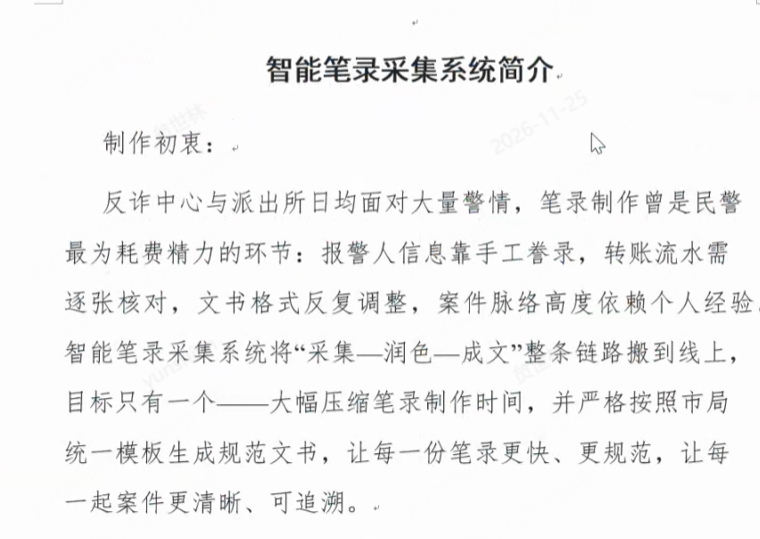 智能笔录采集系统简介
制作初衷：
反诈中心与派出所日均面对大量警情，笔录制作曾是民警
最为耗费精力的环节：报警人信息靠手工誊录，转账流水需
逐张核对，文书格式反复调整，案件脉络高度依赖个人经验。
智能笔录采集系统将“采集—润色—成文”整条链路搬到线上，
目标只有一个——大幅压缩笔录制作时间，并严格按照市局
统一模板生成规范文书，让每一份笔录更快、更规范，让每
一起案件更清晰、可追溯。
2026-11-25